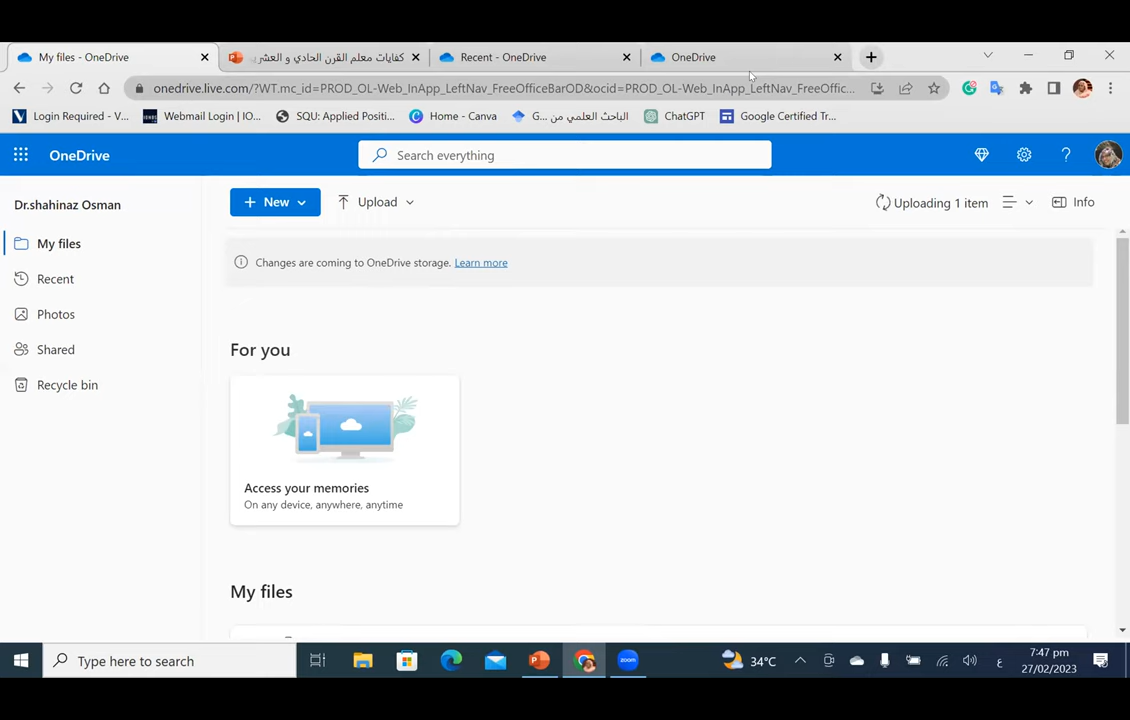 My files - OneDrive
كفايات معلم القرن الحادي و العشري
Recent - OneDrive
OneDrive
onedrive.live.com/?WT.mc_id=PROD_OL-Web_InApp_LeftNav_FreeOfficeBarOD&ocid=PROD_OL-Web_InApp_LeftNav_FreeOffic...
Login Required - V...
Webmail Login | IO...
SQU: Applied Positi...
Home - Canva
الباحث العلمي من G...
ChatGPT
Google Certified Tr...
OneDrive
Search everything
Dr.shahinaz Osman
New
Upload
Uploading 1 item
Info
My files
Recent
Photos
Shared
Recycle bin
Changes are coming to OneDrive storage. Learn more
For you
Access your memories
On any device, anywhere, anytime
My files
Type here to search
zoom
34°C
ع
7:47 pm
27/02/2023